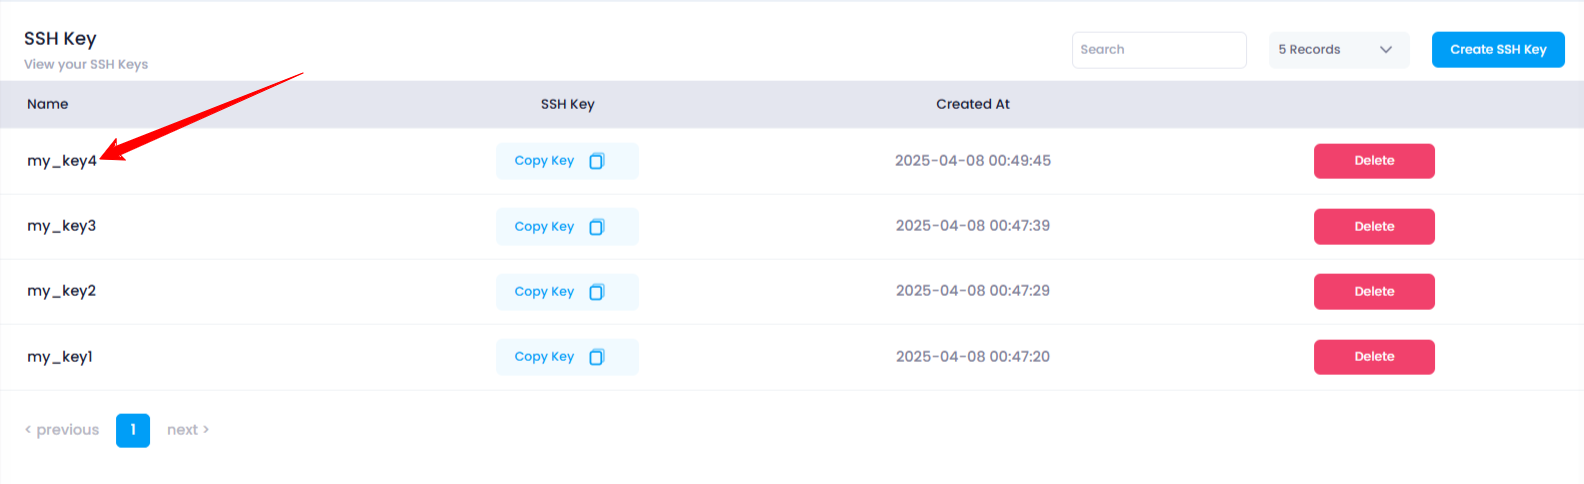 SSH Key
View your SSH Keys
Search
5 Records
Create SSH Key
Name SSH Key Created At
my_key4 Copy Key 2025-04-08 00:49:45 Delete
my_key3 Copy Key 2025-04-08 00:47:39 Delete
my_key2 Copy Key 2025-04-08 00:47:29 Delete
my_key1 Copy Key 2025-04-08 00:47:20 Delete
< previous 1 next >